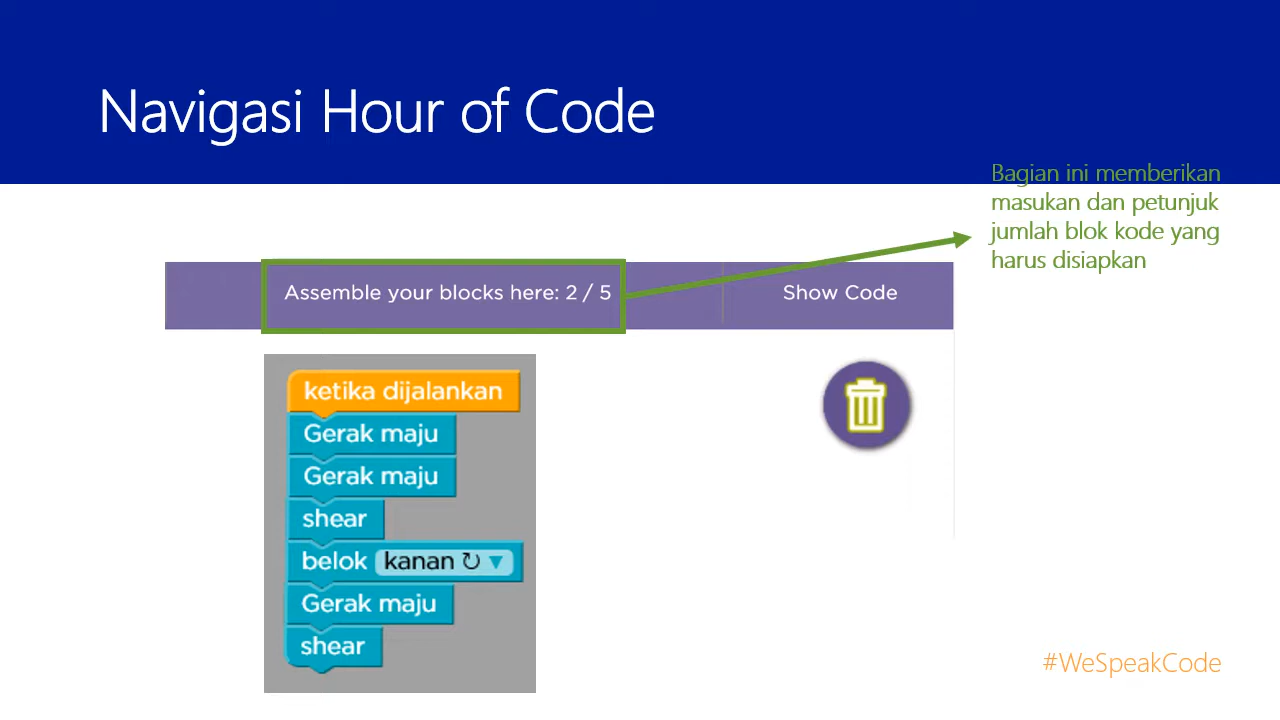 Navigasi Hour of Code
Bagian ini memberikan
masukan dan petunjuk
jumlah blok kode yang
harus disiapkan
Assemble your blocks here: 2 / 5
Show Code
ketika dijalankan
Gerak maju
Gerak maju
shear
belok kanan ↻ ▼
Gerak maju
shear
#WeSpeakCode